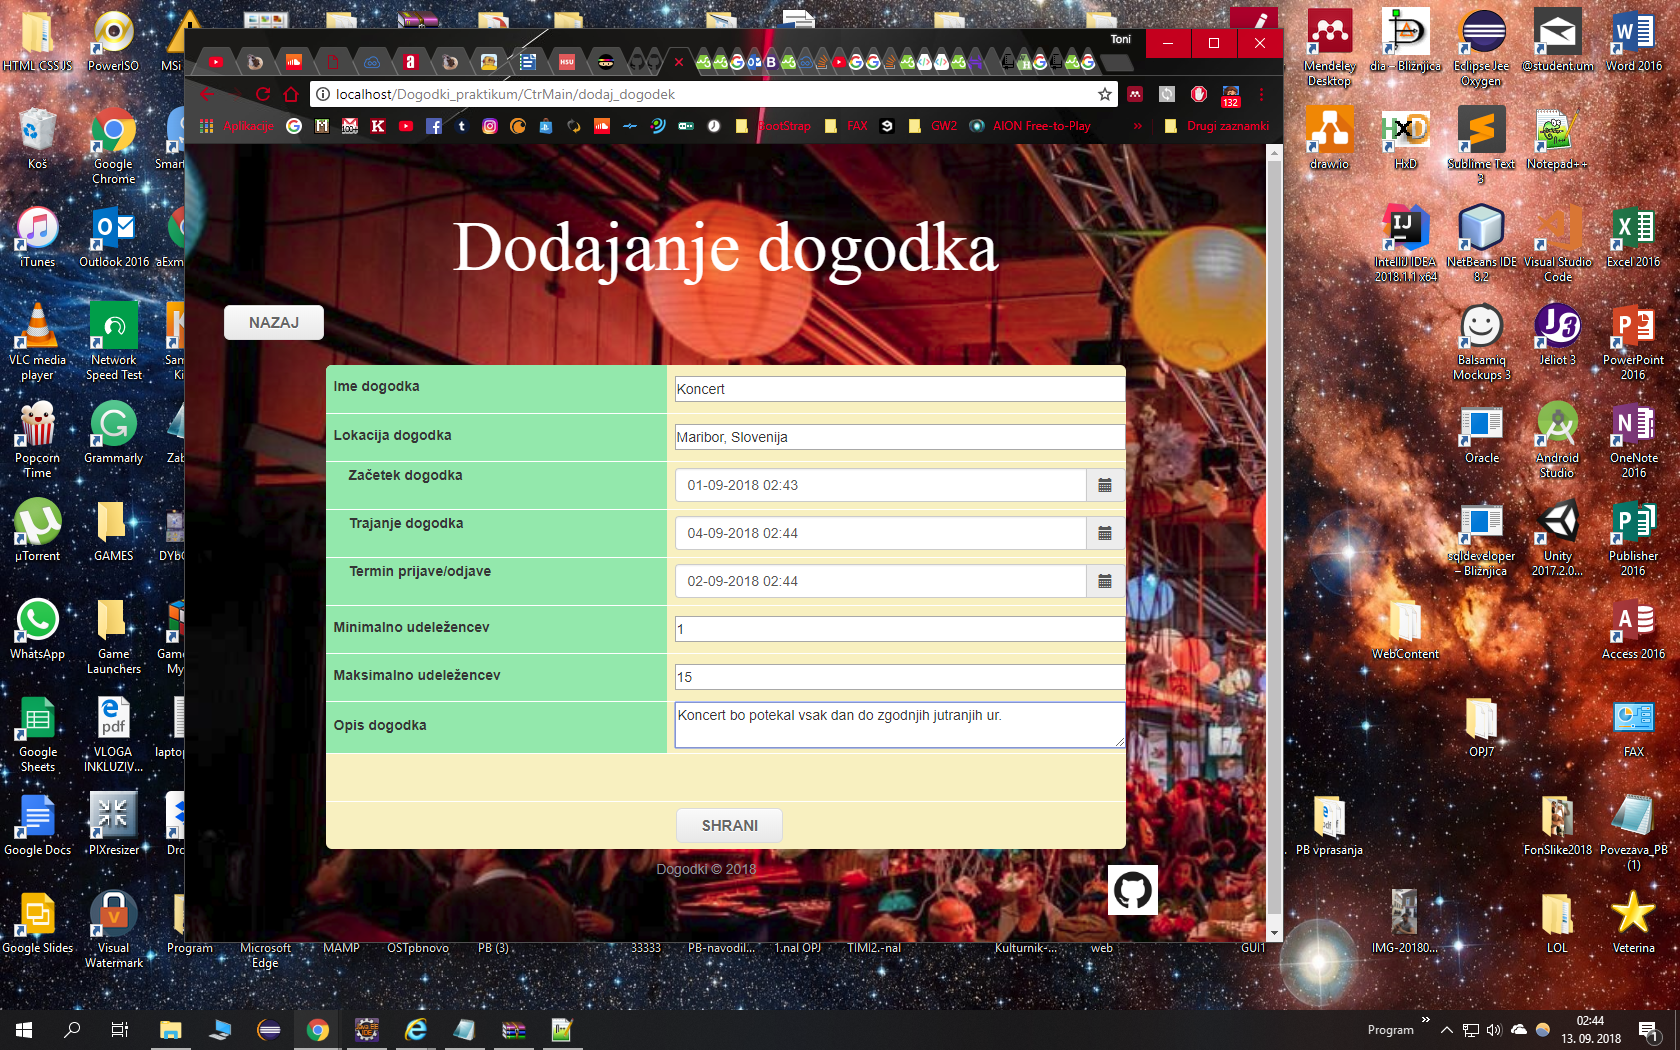 Toni
localhost/Dogodki_praktikum/CtrMain/dodaj_dogodek
132
Aplikacije
BootStrap
FAX
GW2
AION Free-to-Play
»
Drugi zaznamki
Dodajanje dogodka
NAZAJ
Ime dogodka
Koncert
Lokacija dogodka
Maribor, Slovenija
Začetek dogodka
01-09-2018 02:43
Trajanje dogodka
04-09-2018 02:44
Termin prijave/odjave
02-09-2018 02:44
Minimalno udeležencev
1
Maksimalno udeležencev
15
Opis dogodka
Koncert bo potekal vsak dan do zgodnjih jutranjih ur.
SHRANI
Dogodki © 2018
HTML CSS JS
PowerISO
MSi
Koš
Google
Chrome
Smar
iTunes
Outlook 2016
aExm
VLC media
player
Network
Speed Test
Sam
Ki
Popcorn
Time
Grammarly
Zab
µTorrent
GAMES
DYb
WhatsApp
Game
Launchers
Gam
My
Google
Sheets
VLOGA
INKLUZIV...
lapto
Google Docs
PIXresizer
Dro
Google Slides
Visual
Watermark
Program
Microsoft
Edge
MAMP
OSTpbnovo
PB (3)
33333
PB-navodil...
1.nal OPJ
TIMI2.-nal
Kulturnik-...
web
GUI1
Mendeley
Desktop
dia – Bližnjica
Eclipse Jee
Oxygen
@student.um
Word 2016
draw.io
HxD
Sublime Text
3
Notepad++
IntelliJ IDEA
2018.1.1 x64
NetBeans IDE
8.2
Visual Studio
Code
Excel 2016
Balsamiq
Mockups 3
Jeliot 3
PowerPoint
2016
Oracle
Android
Studio
OneNote
2016
sqldeveloper
– Bližnjica
Unity
2017.2.0...
Publisher
2016
WebContent
Access 2016
OPJ7
FAX
PB vprasanja
FonSlike2018
Povezava_PB
(1)
IMG-20180...
LOL
Veterina
Program
»
02:44
13. 09. 2018
1